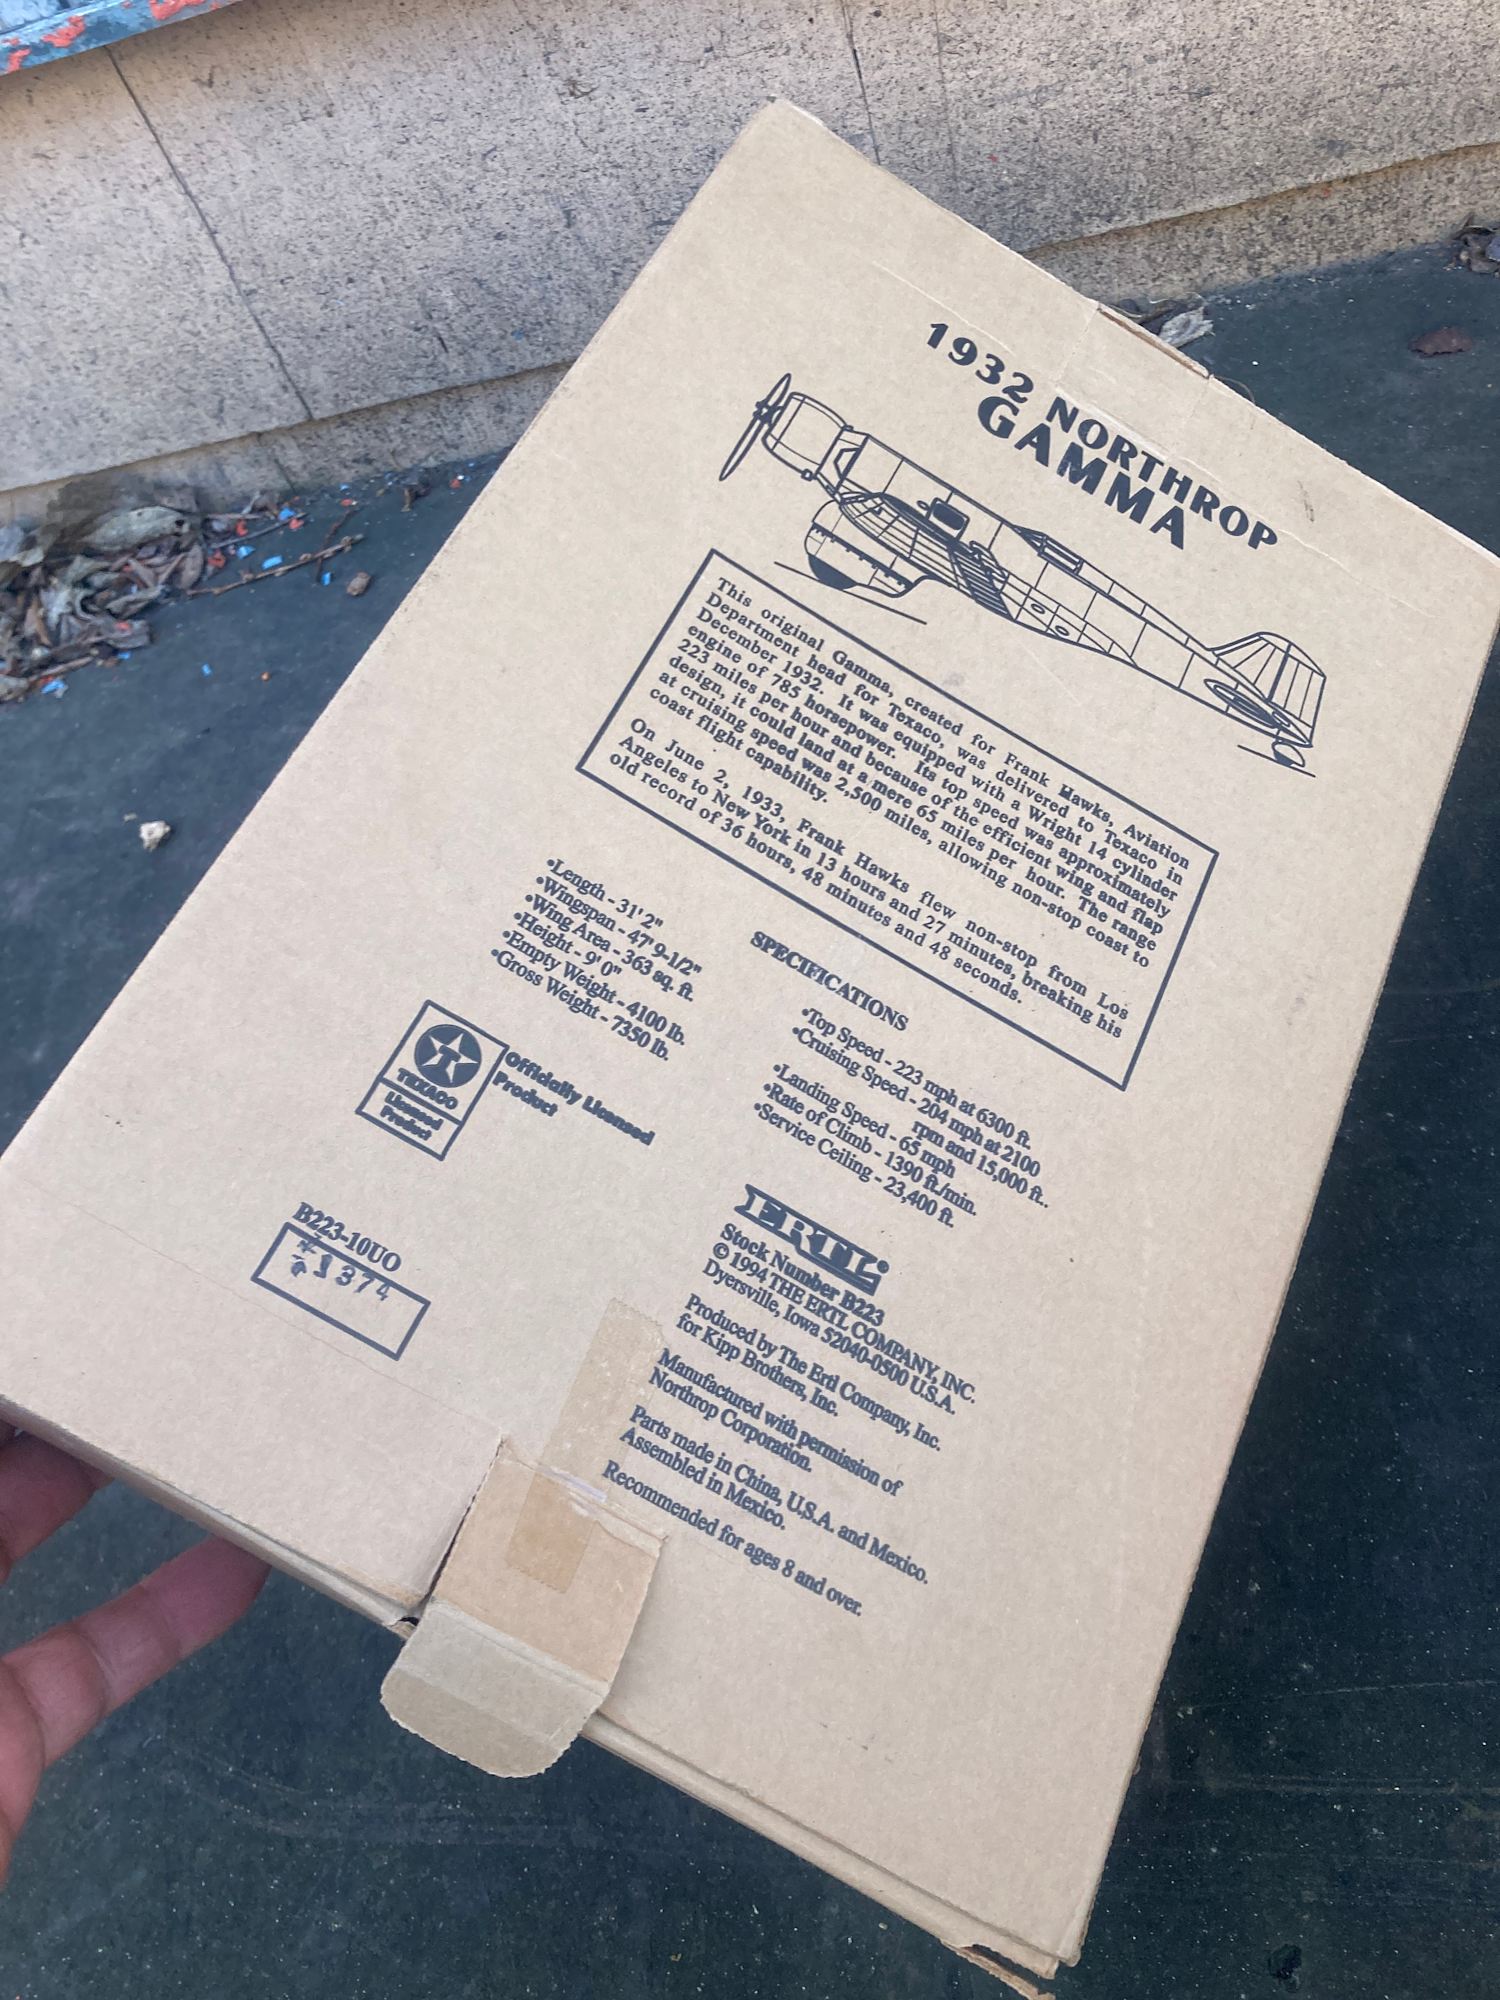 1932 NORTHROP
GAMMA
This original Gamma, created for Frank Hawks, Aviation
Department head for Texaco, was delivered to Texaco in
December 1932. It was equipped with a Wright 14 cylinder
engine of 785 horsepower. Its top speed was approximately
223 miles per hour and because of the efficient wing and flap
design, it could land at a mere 65 miles per hour. The range
at cruising speed was 2,500 miles, allowing non-stop coast to
coast flight capability.
On June 2, 1933, Frank Hawks flew non-stop from Los
Angeles to New York in 13 hours and 27 minutes, breaking his
old record of 36 hours, 48 minutes and 48 seconds.
SPECIFICATIONS
•Length - 31' 2"
•Wingspan - 47' 9-1/2"
•Wing Area - 363 sq. ft.
•Height - 9' 0"
•Empty Weight - 4100 lb.
•Gross Weight - 7350 lb.
•Top Speed - 223 mph at 6300 ft.
•Cruising Speed - 204 mph at 2100
rpm and 15,000 ft..
•Landing Speed - 65 mph
•Rate of Climb - 1390 ft./min.
•Service Ceiling - 23,400 ft.
T
TEXACO
Licensed
Product
Officially Licensed
Product
B223-10UO
1374
ERTL®
Stock Number B223
© 1994 THE ERTL COMPANY, INC.
Dyersville, Iowa 52040-0500 U.S.A.
Produced by The Ertl Company, Inc.
for Kipp Brothers, Inc.
Manufactured with permission of
Northrop Corporation.
Parts made in China, U.S.A. and Mexico.
Assembled in Mexico.
Recommended for ages 8 and over.